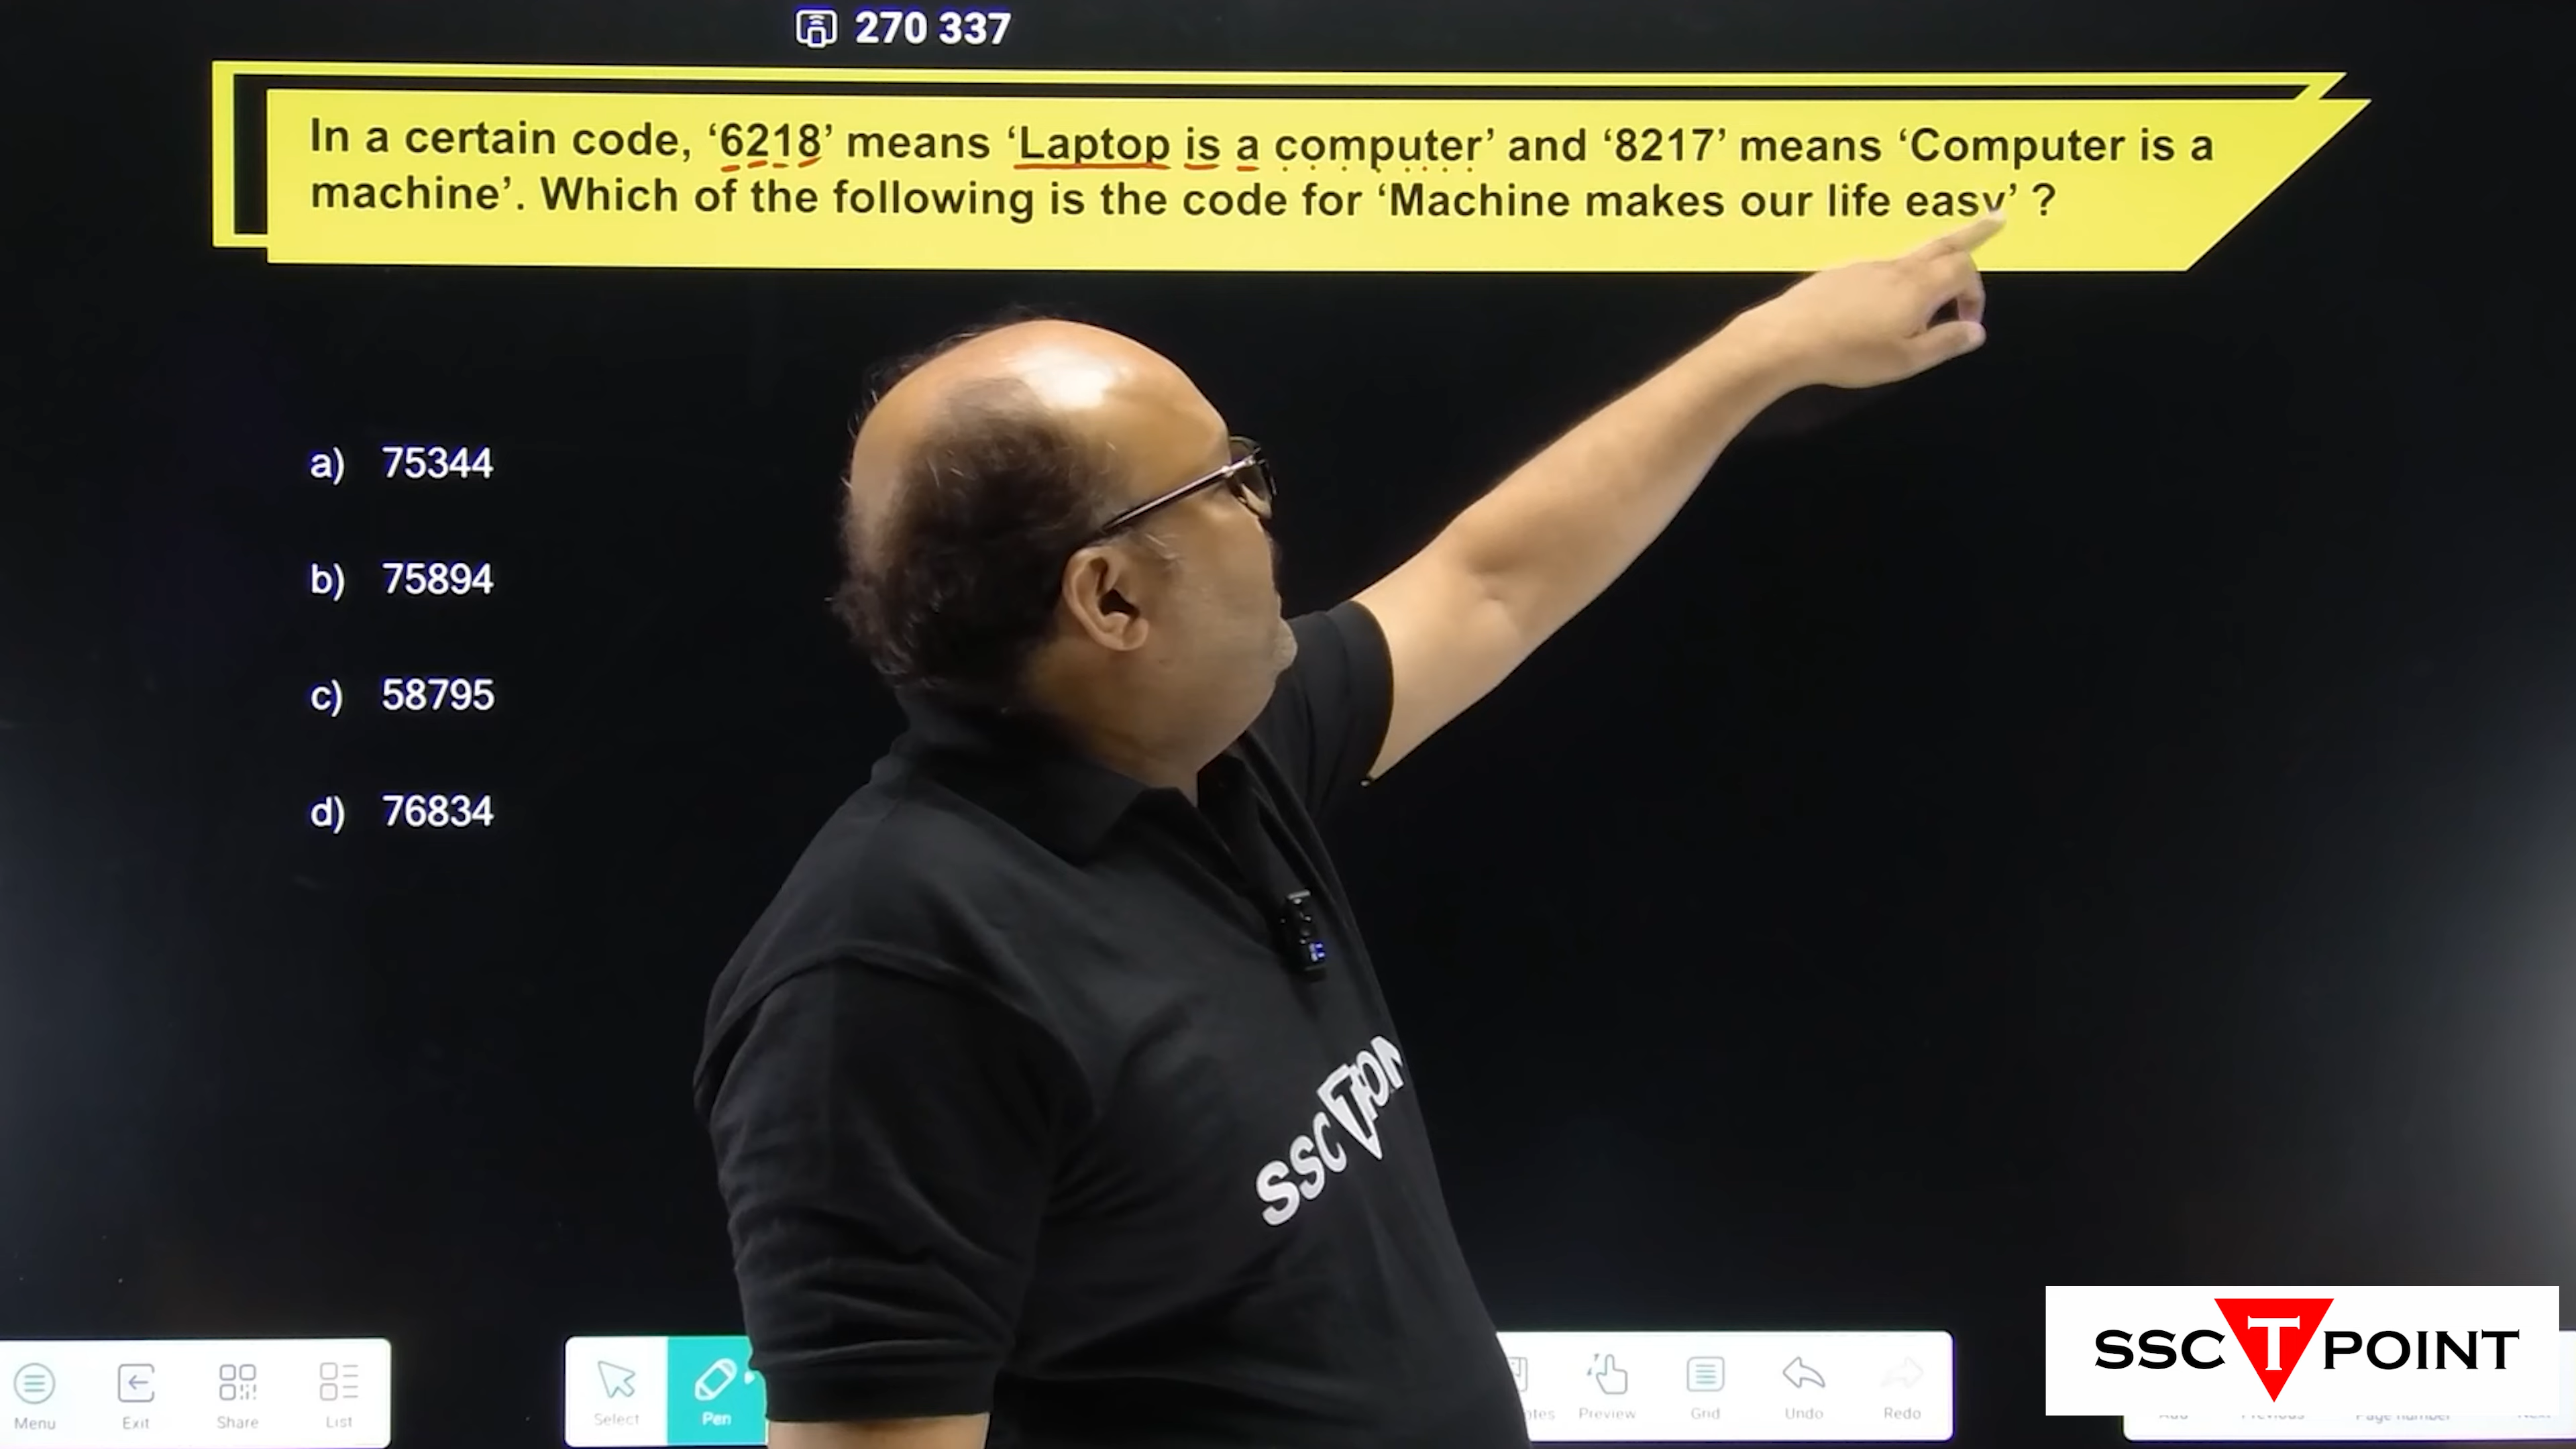 270 337
In a certain code, ‘6218’ means ‘Laptop is a computer’ and ‘8217’ means ‘Computer is a
machine’. Which of the following is the code for ‘Machine makes our life easy’ ?
a) 75344
b) 75894
c) 58795
d) 76834
SSC T POIN
SSC T POINT
Menu Exit Share List Select Pen Preview Grid Undo Redo